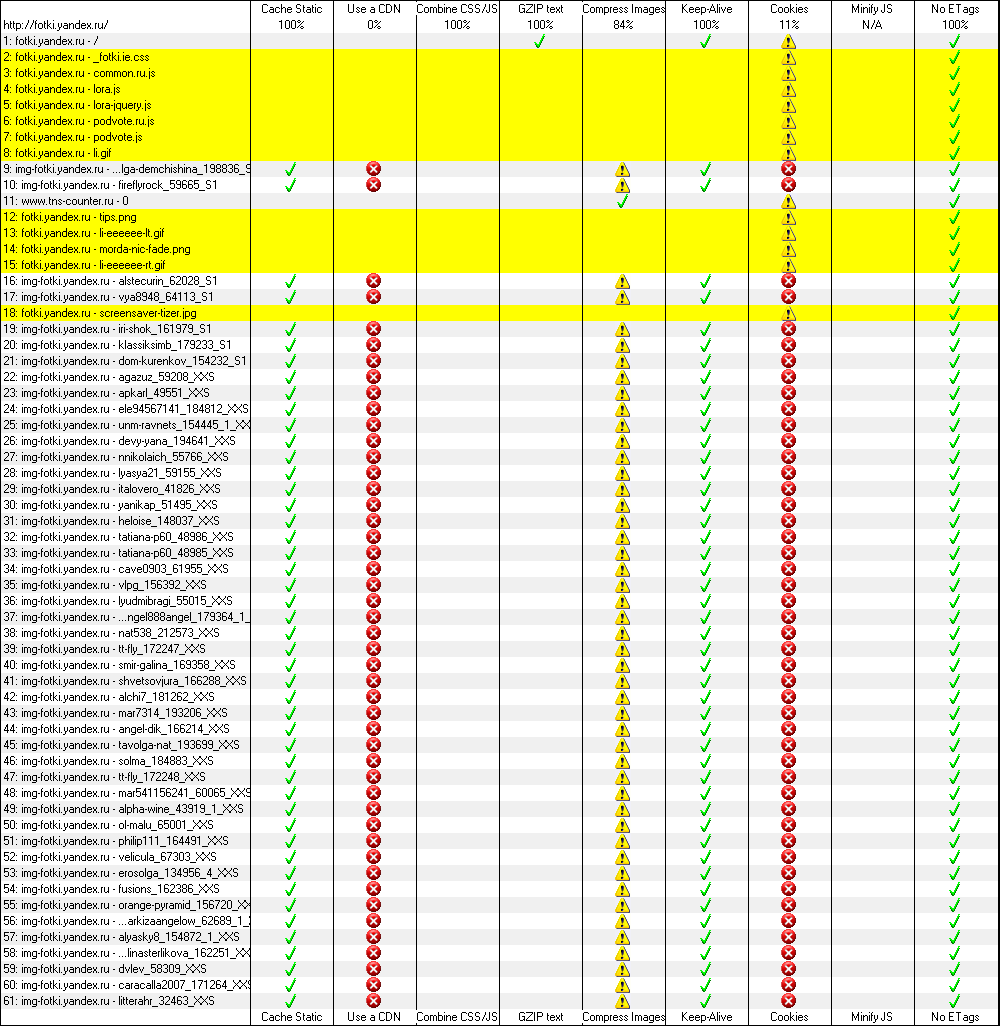 Cache Static Use a CDN Combine CSS/JS GZIP text Compress Images Keep-Alive Cookies Minify JS No ETags
http://fotki.yandex.ru/ 100% 0% 100% 100% 84% 100% 11% N/A 100%
1: fotki.yandex.ru - /
2: fotki.yandex.ru - _fotki.ie.css
3: fotki.yandex.ru - common.ru.js
4: fotki.yandex.ru - lora.js
5: fotki.yandex.ru - lora-jquery.js
6: fotki.yandex.ru - podvote.ru.js
7: fotki.yandex.ru - podvote.js
8: fotki.yandex.ru - li.gif
9: img-fotki.yandex.ru - ...lga-demchishina_198836_S
10: img-fotki.yandex.ru - fireflyrock_59665_S1
11: www.tns-counter.ru - 0
12: fotki.yandex.ru - tips.png
13: fotki.yandex.ru - li-eeeeee-lt.gif
14: fotki.yandex.ru - morda-nic-fade.png
15: fotki.yandex.ru - li-eeeeee-rt.gif
16: img-fotki.yandex.ru - alstecurin_62028_S1
17: img-fotki.yandex.ru - vya8948_64113_S1
18: fotki.yandex.ru - screensaver-tizer.jpg
19: img-fotki.yandex.ru - iri-shok_161979_S1
20: img-fotki.yandex.ru - klassiksimb_179233_S1
21: img-fotki.yandex.ru - dom-kurenkov_154232_S1
22: img-fotki.yandex.ru - agazuz_59208_XXS
23: img-fotki.yandex.ru - apkarl_49551_XXS
24: img-fotki.yandex.ru - ele94567141_184812_XXS
25: img-fotki.yandex.ru - unm-ravnets_154445_1_XX
26: img-fotki.yandex.ru - devy-yana_194641_XXS
27: img-fotki.yandex.ru - nnikolaich_55766_XXS
28: img-fotki.yandex.ru - lyasya21_59155_XXS
29: img-fotki.yandex.ru - italovero_41826_XXS
30: img-fotki.yandex.ru - yanikap_51495_XXS
31: img-fotki.yandex.ru - heloise_148037_XXS
32: img-fotki.yandex.ru - tatiana-p60_48986_XXS
33: img-fotki.yandex.ru - tatiana-p60_48985_XXS
34: img-fotki.yandex.ru - cave0903_61955_XXS
35: img-fotki.yandex.ru - vlpg_156392_XXS
36: img-fotki.yandex.ru - lyudmibragi_55015_XXS
37: img-fotki.yandex.ru - ...ngel888angel_179364_1_
38: img-fotki.yandex.ru - nat538_212573_XXS
39: img-fotki.yandex.ru - tt-fly_172247_XXS
40: img-fotki.yandex.ru - smir-galina_169358_XXS
41: img-fotki.yandex.ru - shvetsovjura_166288_XXS
42: img-fotki.yandex.ru - alchi7_181262_XXS
43: img-fotki.yandex.ru - mar7314_193206_XXS
44: img-fotki.yandex.ru - angel-dik_166214_XXS
45: img-fotki.yandex.ru - tavolga-nat_193699_XXS
46: img-fotki.yandex.ru - solma_184883_XXS
47: img-fotki.yandex.ru - tt-fly_172248_XXS
48: img-fotki.yandex.ru - mar541156241_60065_XXS
49: img-fotki.yandex.ru - alpha-wine_43919_1_XXS
50: img-fotki.yandex.ru - ol-malu_65001_XXS
51: img-fotki.yandex.ru - philip111_164491_XXS
52: img-fotki.yandex.ru - velicula_67303_XXS
53: img-fotki.yandex.ru - erosolga_134956_4_XXS
54: img-fotki.yandex.ru - fusions_162386_XXS
55: img-fotki.yandex.ru - orange-pyramid_156720_XX
56: img-fotki.yandex.ru - ...arkizaangelow_62689_1_
57: img-fotki.yandex.ru - alyasky8_154872_1_XXS
58: img-fotki.yandex.ru - ...linasterlikova_162251_XX
59: img-fotki.yandex.ru - dvlev_58309_XXS
60: img-fotki.yandex.ru - caracalla2007_171264_XXS
61: img-fotki.yandex.ru - litterahr_32463_XXS
Cache Static Use a CDN Combine CSS/JS GZIP text Compress Images Keep-Alive Cookies Minify JS No ETags